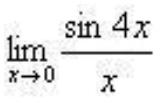 lim sin 4x / x
x→0